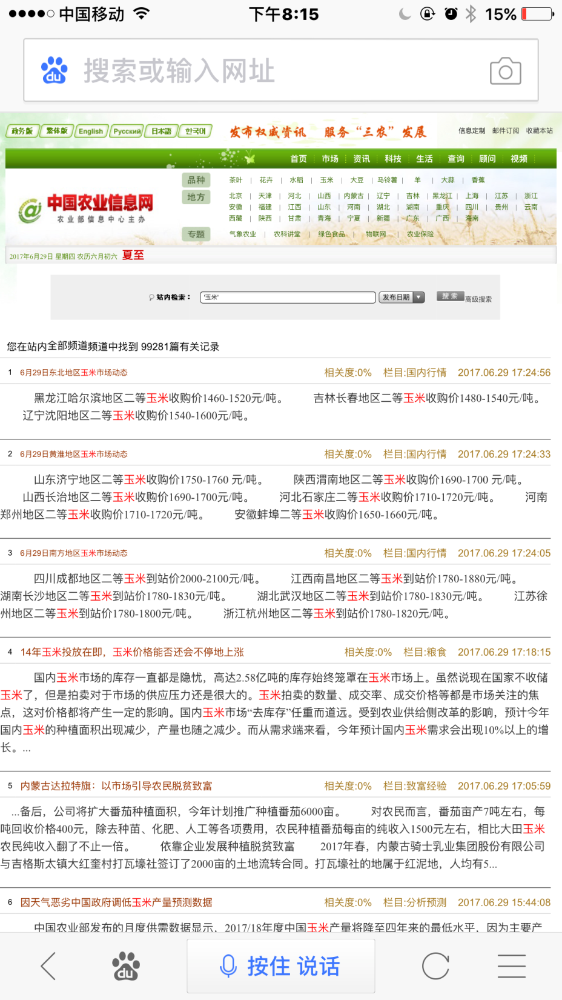 中国移动 下午8:15 15%
搜索或输入网址
政务版 繁体版 English Русский 日本語 한국어 发布权威资讯 服务“三农”发展 信息定制 邮件订阅 收藏本站
首页 市场 资讯 科技 生活 查询 顾问 视频
品种 茶叶 | 花卉 | 水稻 | 玉米 | 大豆 | 马铃薯 | 羊 | 大蒜 | 香蕉
地方 北京 | 天津 | 河北 | 山西 | 内蒙古 | 辽宁 | 吉林 | 黑龙江 | 上海 | 江苏 | 浙江
中国农业信息网 安徽 | 福建 | 江西 | 山东 | 河南 | 湖北 | 湖南 | 重庆 | 四川 | 贵州 | 云南
农业部信息中心主办 西藏 | 陕西 | 甘肃 | 青海 | 宁夏 | 新疆 | 广东 | 广西 | 海南
专题 气象农业 | 农科讲堂 | 绿色食品 | 物联网 | 农业保险
2017年6月29日 星期四 农历六月初六 夏至
站内检索： '玉米' 发布日期 搜索 高级搜索
您在站内全部频道频道中找到 99281篇有关记录
1 6月29日东北地区玉米市场动态 相关度:0% 栏目:国内行情 2017.06.29 17:24:56
黑龙江哈尔滨地区二等玉米收购价1460-1520元/吨。 吉林长春地区二等玉米收购价1480-1540元/吨。
辽宁沈阳地区二等玉米收购价1540-1600元/吨。
2 6月29日黄淮地区玉米市场动态 相关度:0% 栏目:国内行情 2017.06.29 17:24:33
山东济宁地区二等玉米收购价1750-1760 元/吨。 陕西渭南地区二等玉米收购价1690-1700 元/吨。
山西长治地区二等玉米收购价1690-1700元/吨。 河北石家庄二等玉米收购价1710-1720元/吨。 河南
郑州地区二等玉米收购价1710-1720元/吨。 安徽蚌埠二等玉米收购价1650-1660元/吨。
3 6月29日南方地区玉米市场动态 相关度:0% 栏目:国内行情 2017.06.29 17:24:05
四川成都地区二等玉米到站价2000-2100元/吨。 江西南昌地区二等玉米到站价1780-1880元/吨。
湖南长沙地区二等玉米到站价1780-1830元/吨。 湖北武汉地区二等玉米到站价1780-1830元/吨。 江苏徐
州地区二等玉米到站价1780-1800元/吨。 浙江杭州地区二等玉米到站价1780-1820元/吨。
4 14年玉米投放在即，玉米价格能否还会不停地上涨 相关度:0% 栏目:粮食 2017.06.29 17:18:15
国内玉米市场的库存一直都是隐忧，高达2.58亿吨的库存始终笼罩在玉米市场上。虽然说现在国家不收储
玉米了，但是拍卖对于市场的供应压力还是很大的。玉米拍卖的数量、成交率、成交价格等都是市场关注的焦
点，这对价格都将产生一定的影响。国内玉米市场“去库存”任重而道远。受到农业供给侧改革的影响，预计今年
国内玉米的种植面积出现减少，产量也随之减少。而从需求端来看，今年预计国内玉米需求会出现10%以上的增
长。...
5 内蒙古达拉特旗：以市场引导农民脱贫致富 相关度:0% 栏目:致富经验 2017.06.29 17:05:59
...备后，公司将扩大番茄种植面积，今年计划推广种植番茄6000亩。 对农民而言，番茄亩产7吨左右，每
吨回收价格400元，除去种苗、化肥、人工等各项费用，农民种植番茄每亩的纯收入1500元左右，相比大田玉米
农民纯收入翻了不止一倍。 依靠企业发展种植脱贫致富 2017年春，内蒙古骑士乳业集团股份有限公司
与吉格斯太镇大红奎村打瓦壕社签订了2000亩的土地流转合同。打瓦壕社的地属于红泥地，人均有5...
6 因天气恶劣中国政府调低玉米产量预测数据 相关度:0% 栏目:分析预测 2017.06.29 15:44:08
中国农业部发布的月度供需数据显示，2017/18年度中国玉米产量将降至四年来的最低水平，因为主要产
du 按住 说话